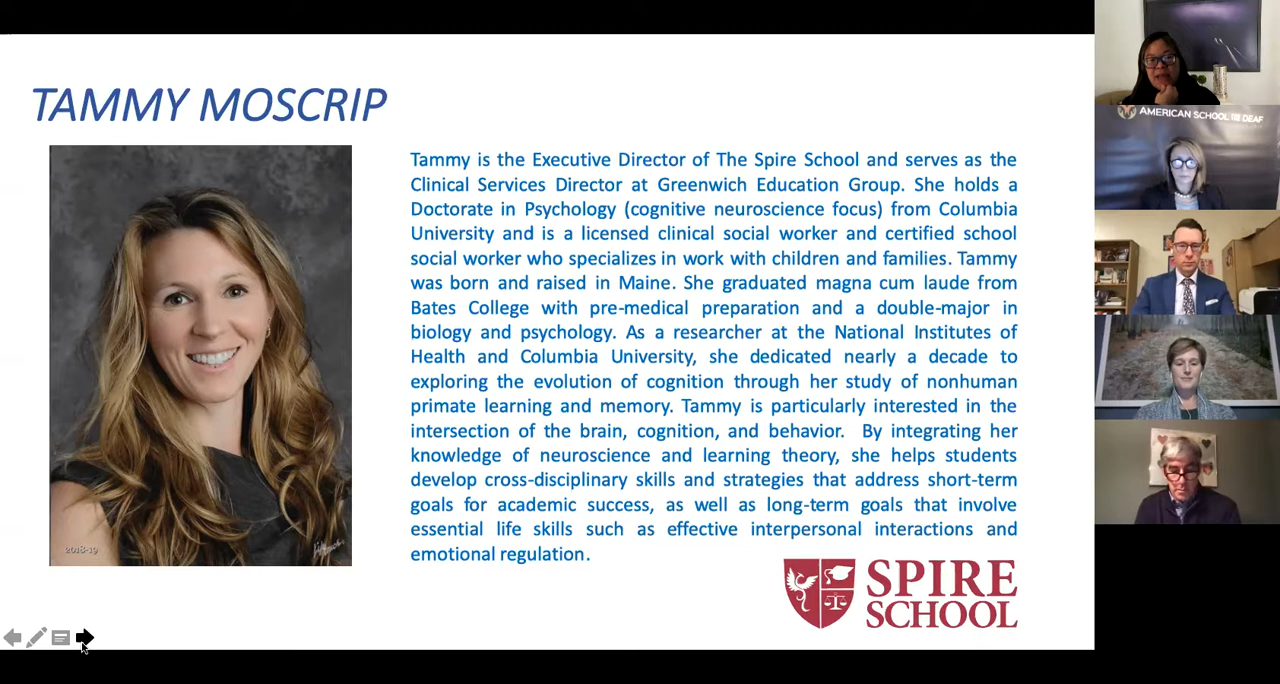 TAMMY MOSCRIP
Tammy is the Executive Director of The Spire School and serves as the
Clinical Services Director at Greenwich Education Group. She holds a
Doctorate in Psychology (cognitive neuroscience focus) from Columbia
University and is a licensed clinical social worker and certified school
social worker who specializes in work with children and families. Tammy
was born and raised in Maine. She graduated magna cum laude from
Bates College with pre-medical preparation and a double-major in
biology and psychology. As a researcher at the National Institutes of
Health and Columbia University, she dedicated nearly a decade to
exploring the evolution of cognition through her study of nonhuman
primate learning and memory. Tammy is particularly interested in the
intersection of the brain, cognition, and behavior. By integrating her
knowledge of neuroscience and learning theory, she helps students
develop cross-disciplinary skills and strategies that address short-term
goals for academic success, as well as long-term goals that involve
essential life skills such as effective interpersonal interactions and
emotional regulation.
2018-19
SPIRE
SCHOOL
AMERICAN SCHOOL DEAF